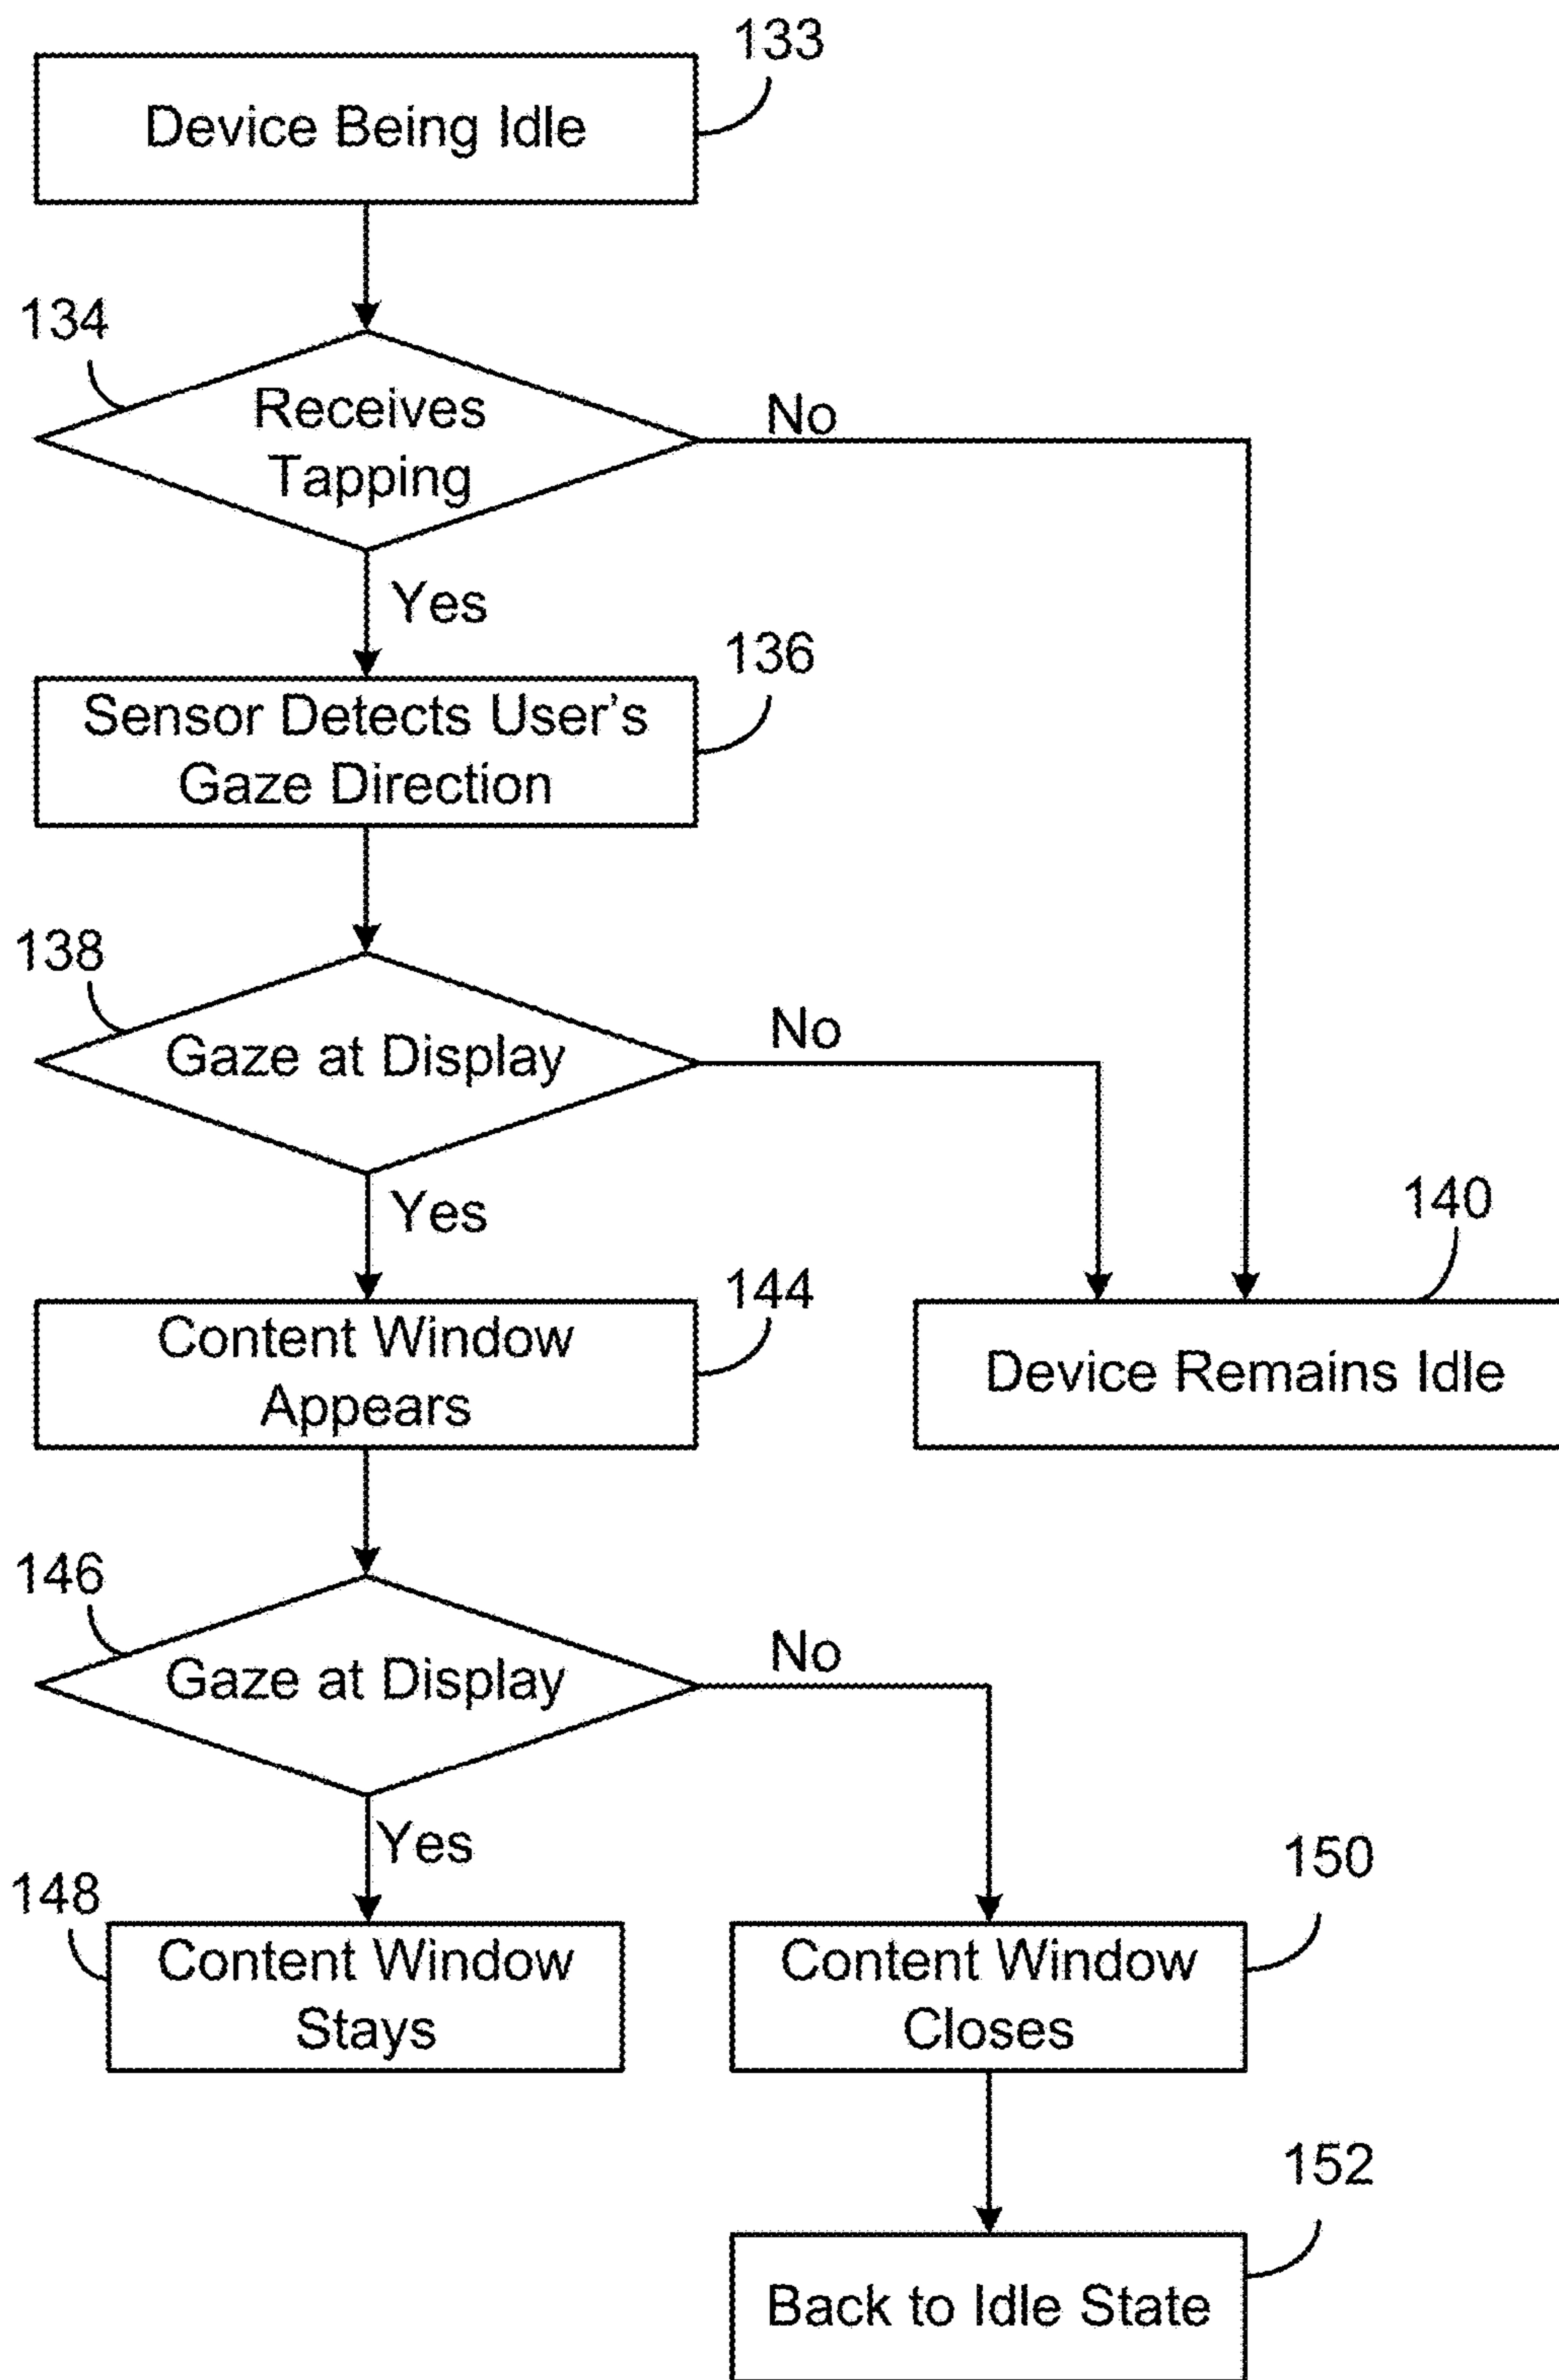 133
Device Being Idle
134
Receives
Tapping
No
Yes
136
Sensor Detects User's
Gaze Direction
138
Gaze at Display
No
Yes
140
144
Content Window
Appears
Device Remains Idle
146
Gaze at Display
No
Yes
148
Content Window
Stays
150
Content Window
Closes
152
Back to Idle State